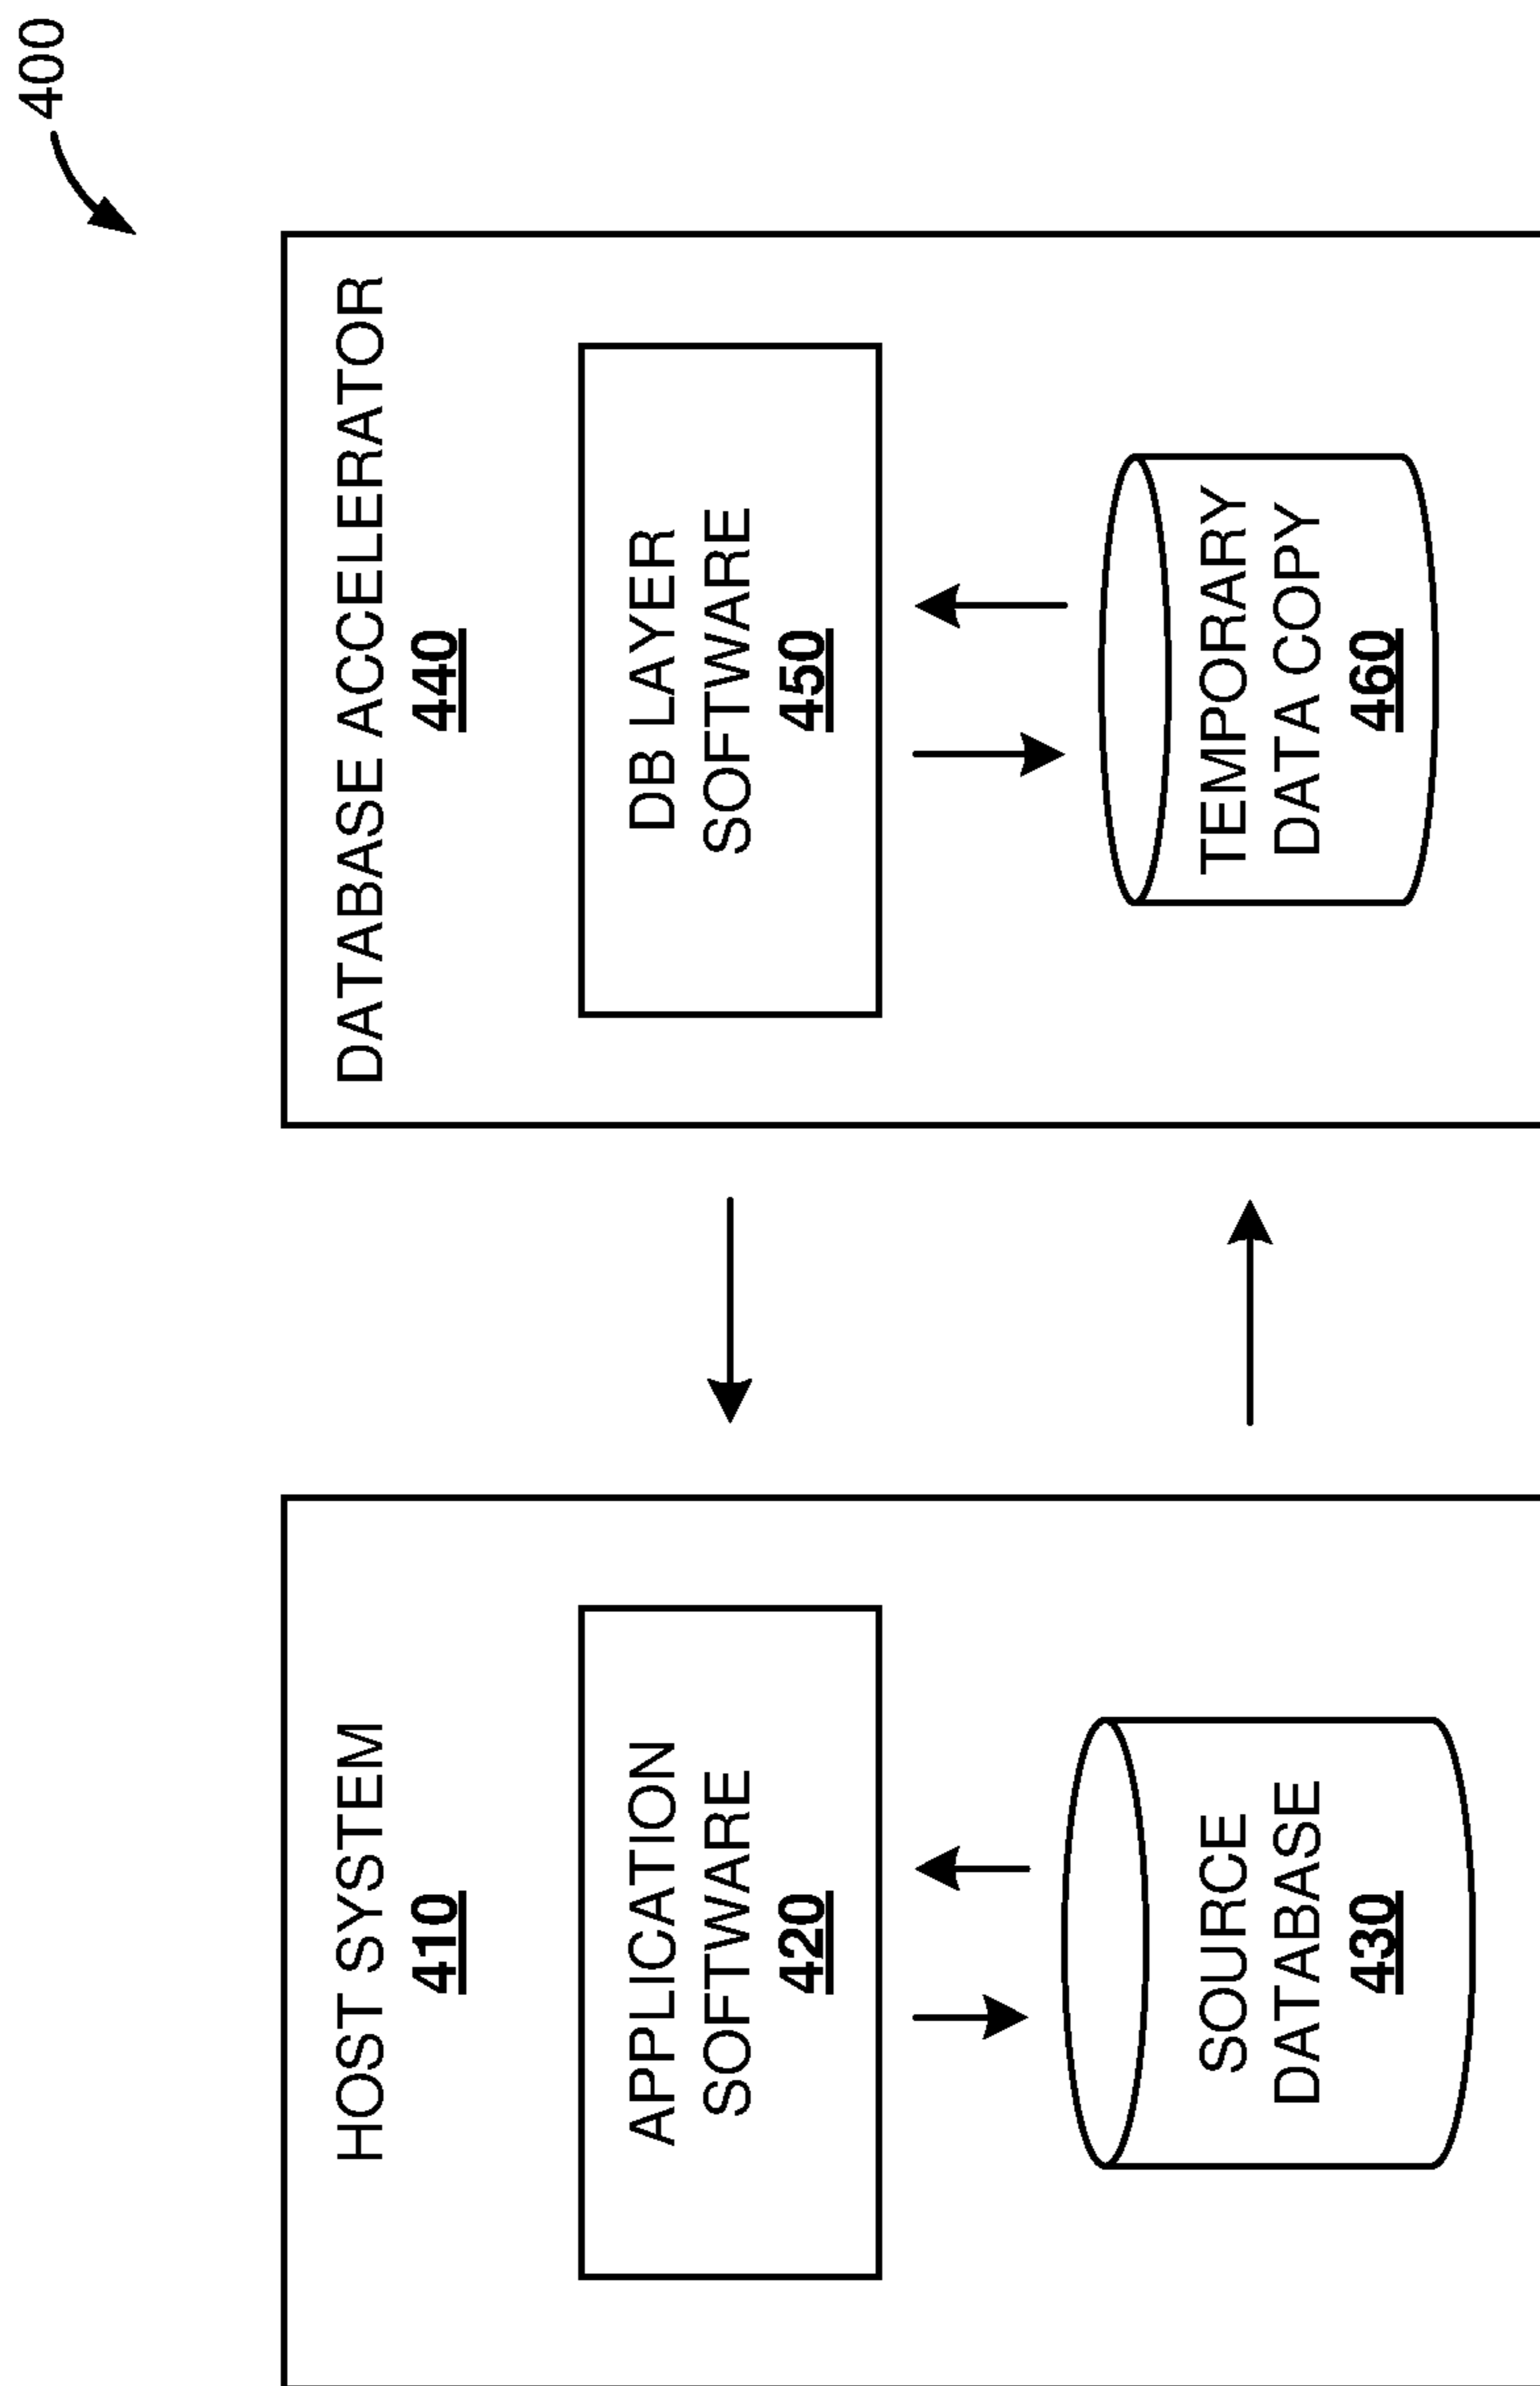 400
HOST SYSTEM
410
APPLICATION
SOFTWARE
420
SOURCE
DATABASE
430
DATABASE ACCELERATOR
440
DB LAYER
SOFTWARE
450
TEMPORARY
DATA COPY
460